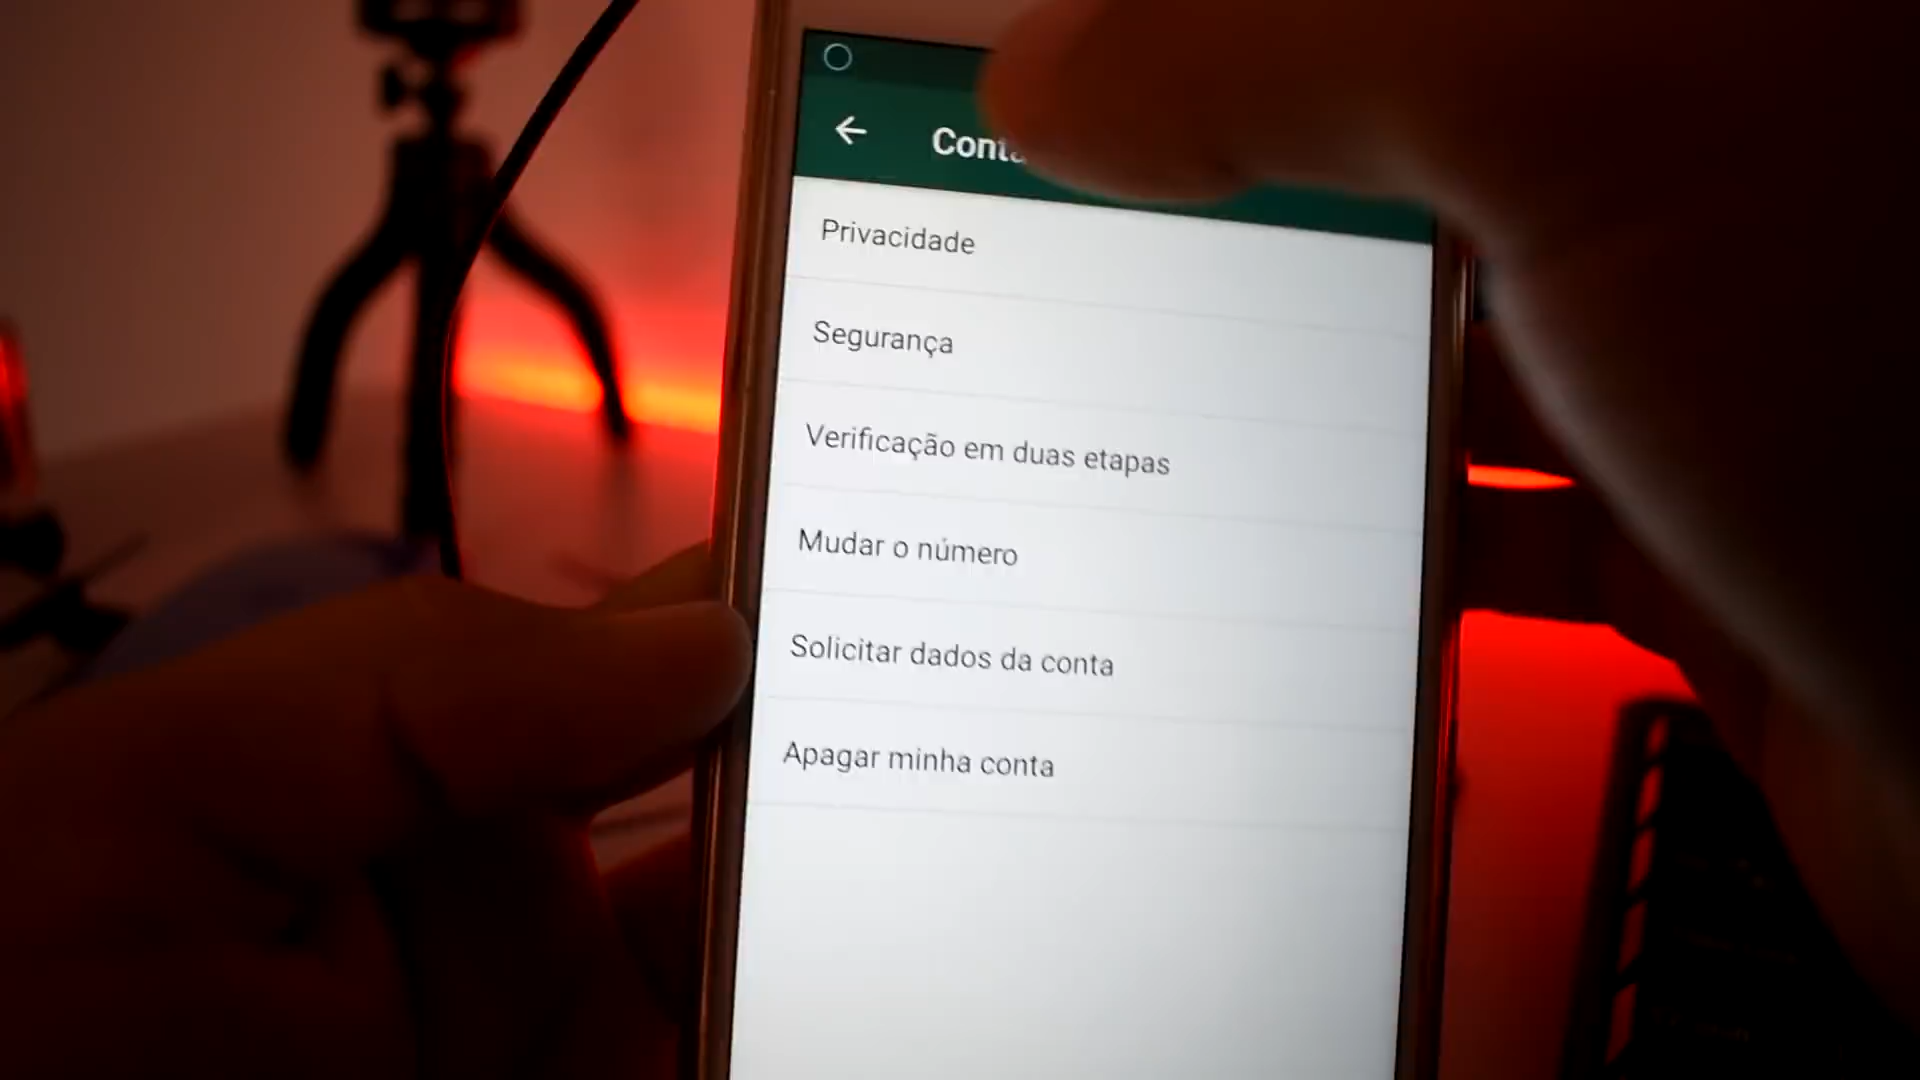 Privacidade
Segurança
Verificação em duas etapas
Mudar o número
Solicitar dados da conta
Apagar minha conta